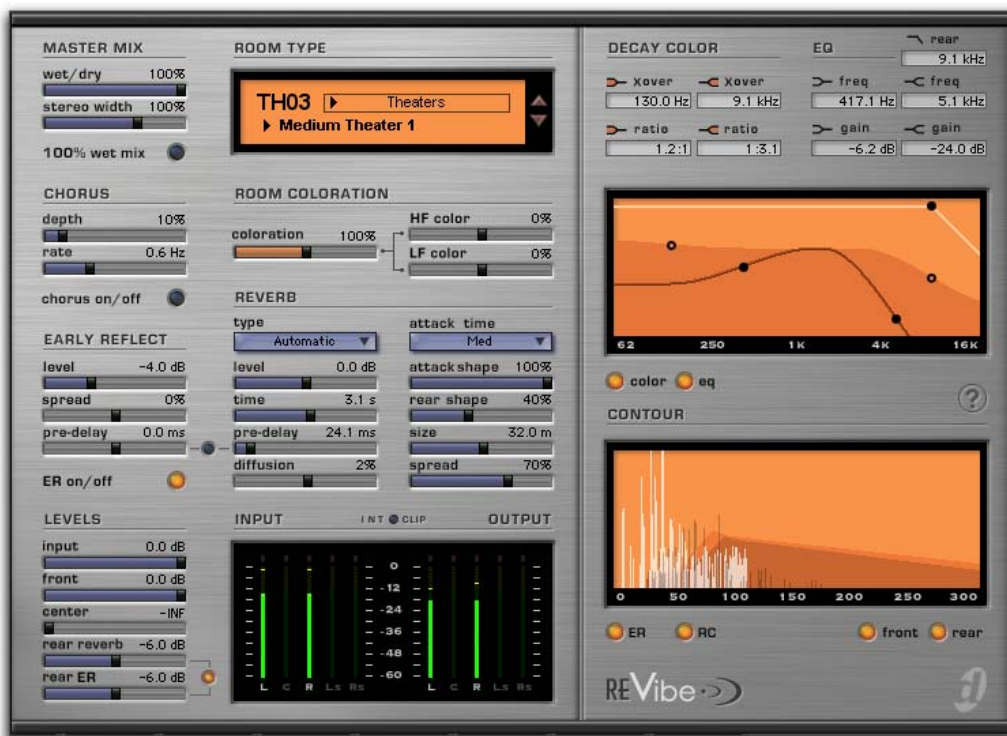 MASTER MIX
wet/dry 100%
stereo width 100%
100% wet mix
CHORUS
depth 10%
rate 0.6 Hz
chorus on/off
EARLY REFLECT
level -4.0 dB
spread 0%
pre-delay 0.0 ms
ER on/off
LEVELS
input 0.0 dB
front 0.0 dB
center -INF
rear reverb -6.0 dB
rear ER -6.0 dB
ROOM TYPE
TH03 Theaters
Medium Theater 1
ROOM COLORATION
coloration 100%
HF color 0%
LF color 0%
REVERB
type
Automatic
level 0.0 dB
time 3.1 s
pre-delay 24.1 ms
diffusion 2%
attack time
Med
attack shape 100%
rear shape 40%
size 32.0 m
spread 70%
INPUT INT CLIP OUTPUT
0
-12
-24
-36
-48
-60
L C R Ls Rs L C R Ls Rs
DECAY COLOR
Xover Xover
130.0 Hz 9.1 kHz
ratio ratio
1.2:1 1:3.1
EQ
rear
9.1 kHz
freq freq
417.1 Hz 5.1 kHz
gain gain
-6.2 dB -24.0 dB
62 250 1K 4K 16K
color eq
?
CONTOUR
0 50 100 150 200 250 300
ER RC front rear
REVibe